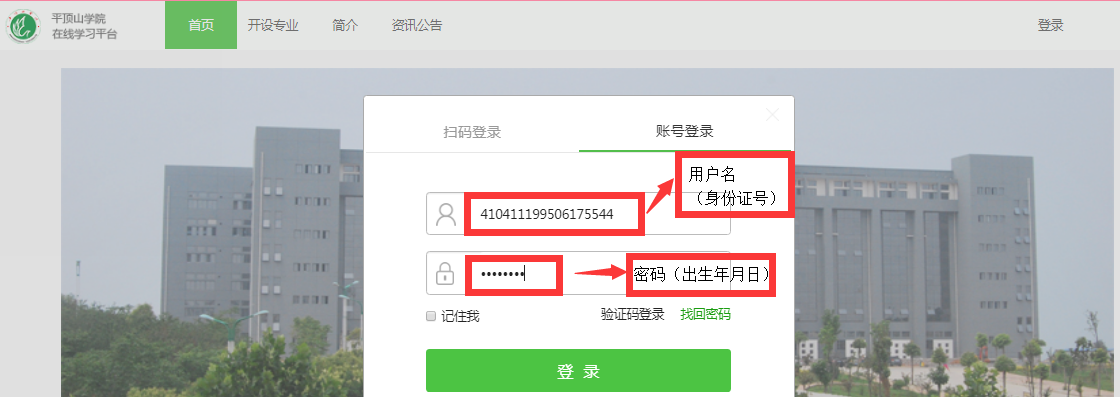 平顶山学院
在线学习平台
首页 开设专业 简介 资讯公告 登录
扫码登录 账号登录
用户名
（身份证号）
410411199506175544
•••••••• 密码（出生年月日）
记住我 验证码登录 找回密码
登 录